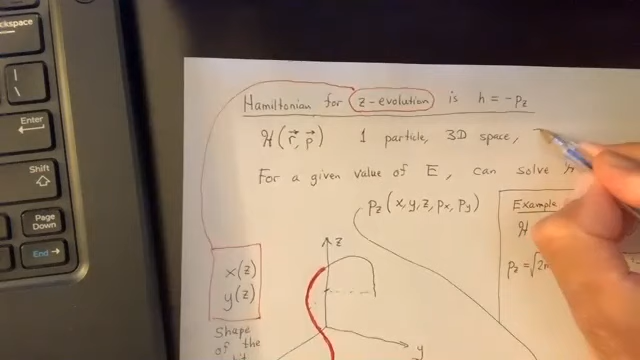 Hamiltonian for z-evolution is h = -pz
H(r⃗, p⃗) 1 particle, 3D space,
For a given value of E, can solve
pz(x, y, z, px, py)
Example
H
pz = √2m
z
y
x(z)
y(z)
Shape
of the
Backspace
|
\
Enter
Shift
Page
Down
End